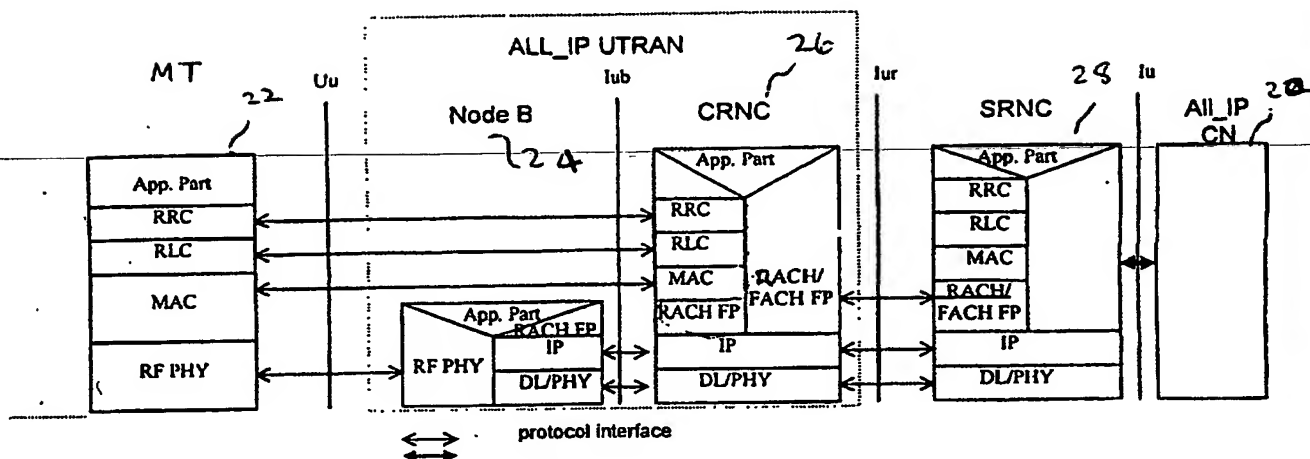 ALL_IP UTRAN
MT
22
Uu
Iub
26
Iur
28
Iu
Node B
24
CRNC
SRNC
All_IP
CN
App. Part
RRC
RLC
MAC
RF PHY
App. Part
RACH FP
RF PHY
IP
DL/PHY
App. Part
RRC
RLC
MAC
RACH FP
RACH/
FACH FP
IP
DL/PHY
App. Part
RRC
RLC
MAC
RACH/
FACH FP
IP
DL/PHY
protocol interface